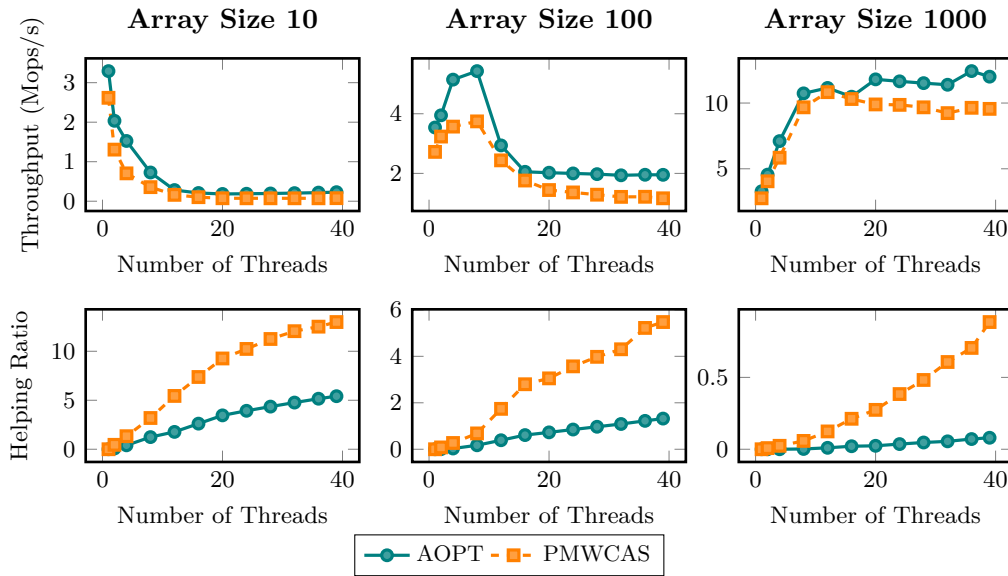 Array Size 10 Array Size 100 Array Size 1000
Throughput (Mops/s)
3
2
1
0
0 20 40
Number of Threads
4
2
0 20 40
Number of Threads
10
5
0 20 40
Number of Threads
Helping Ratio
10
5
0
0 20 40
Number of Threads
6
4
2
0
0 20 40
Number of Threads
0.5
0
0 20 40
Number of Threads
AOPT PMWCAS